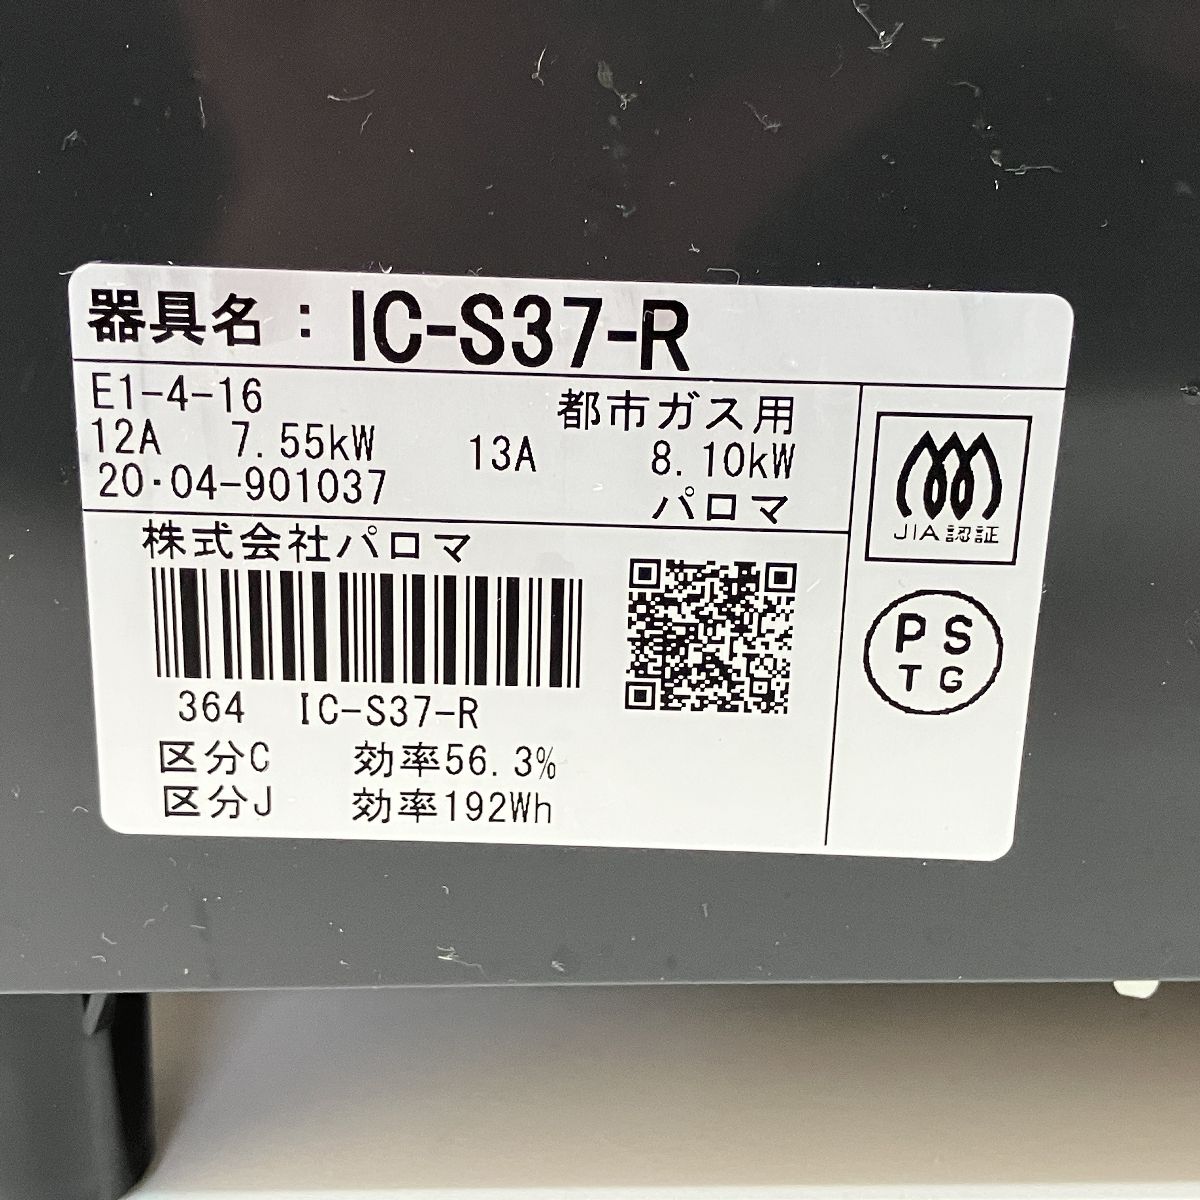 器具名：IC-S37-R
E1-4-16
都市ガス用
12A 7.55kW 13A 8.10kW
20・04-901037
パロマ
株式会社パロマ
364 IC-S37-R
区分C 効率56.3%
区分J 効率192Wh
JIA認証
PS
TG